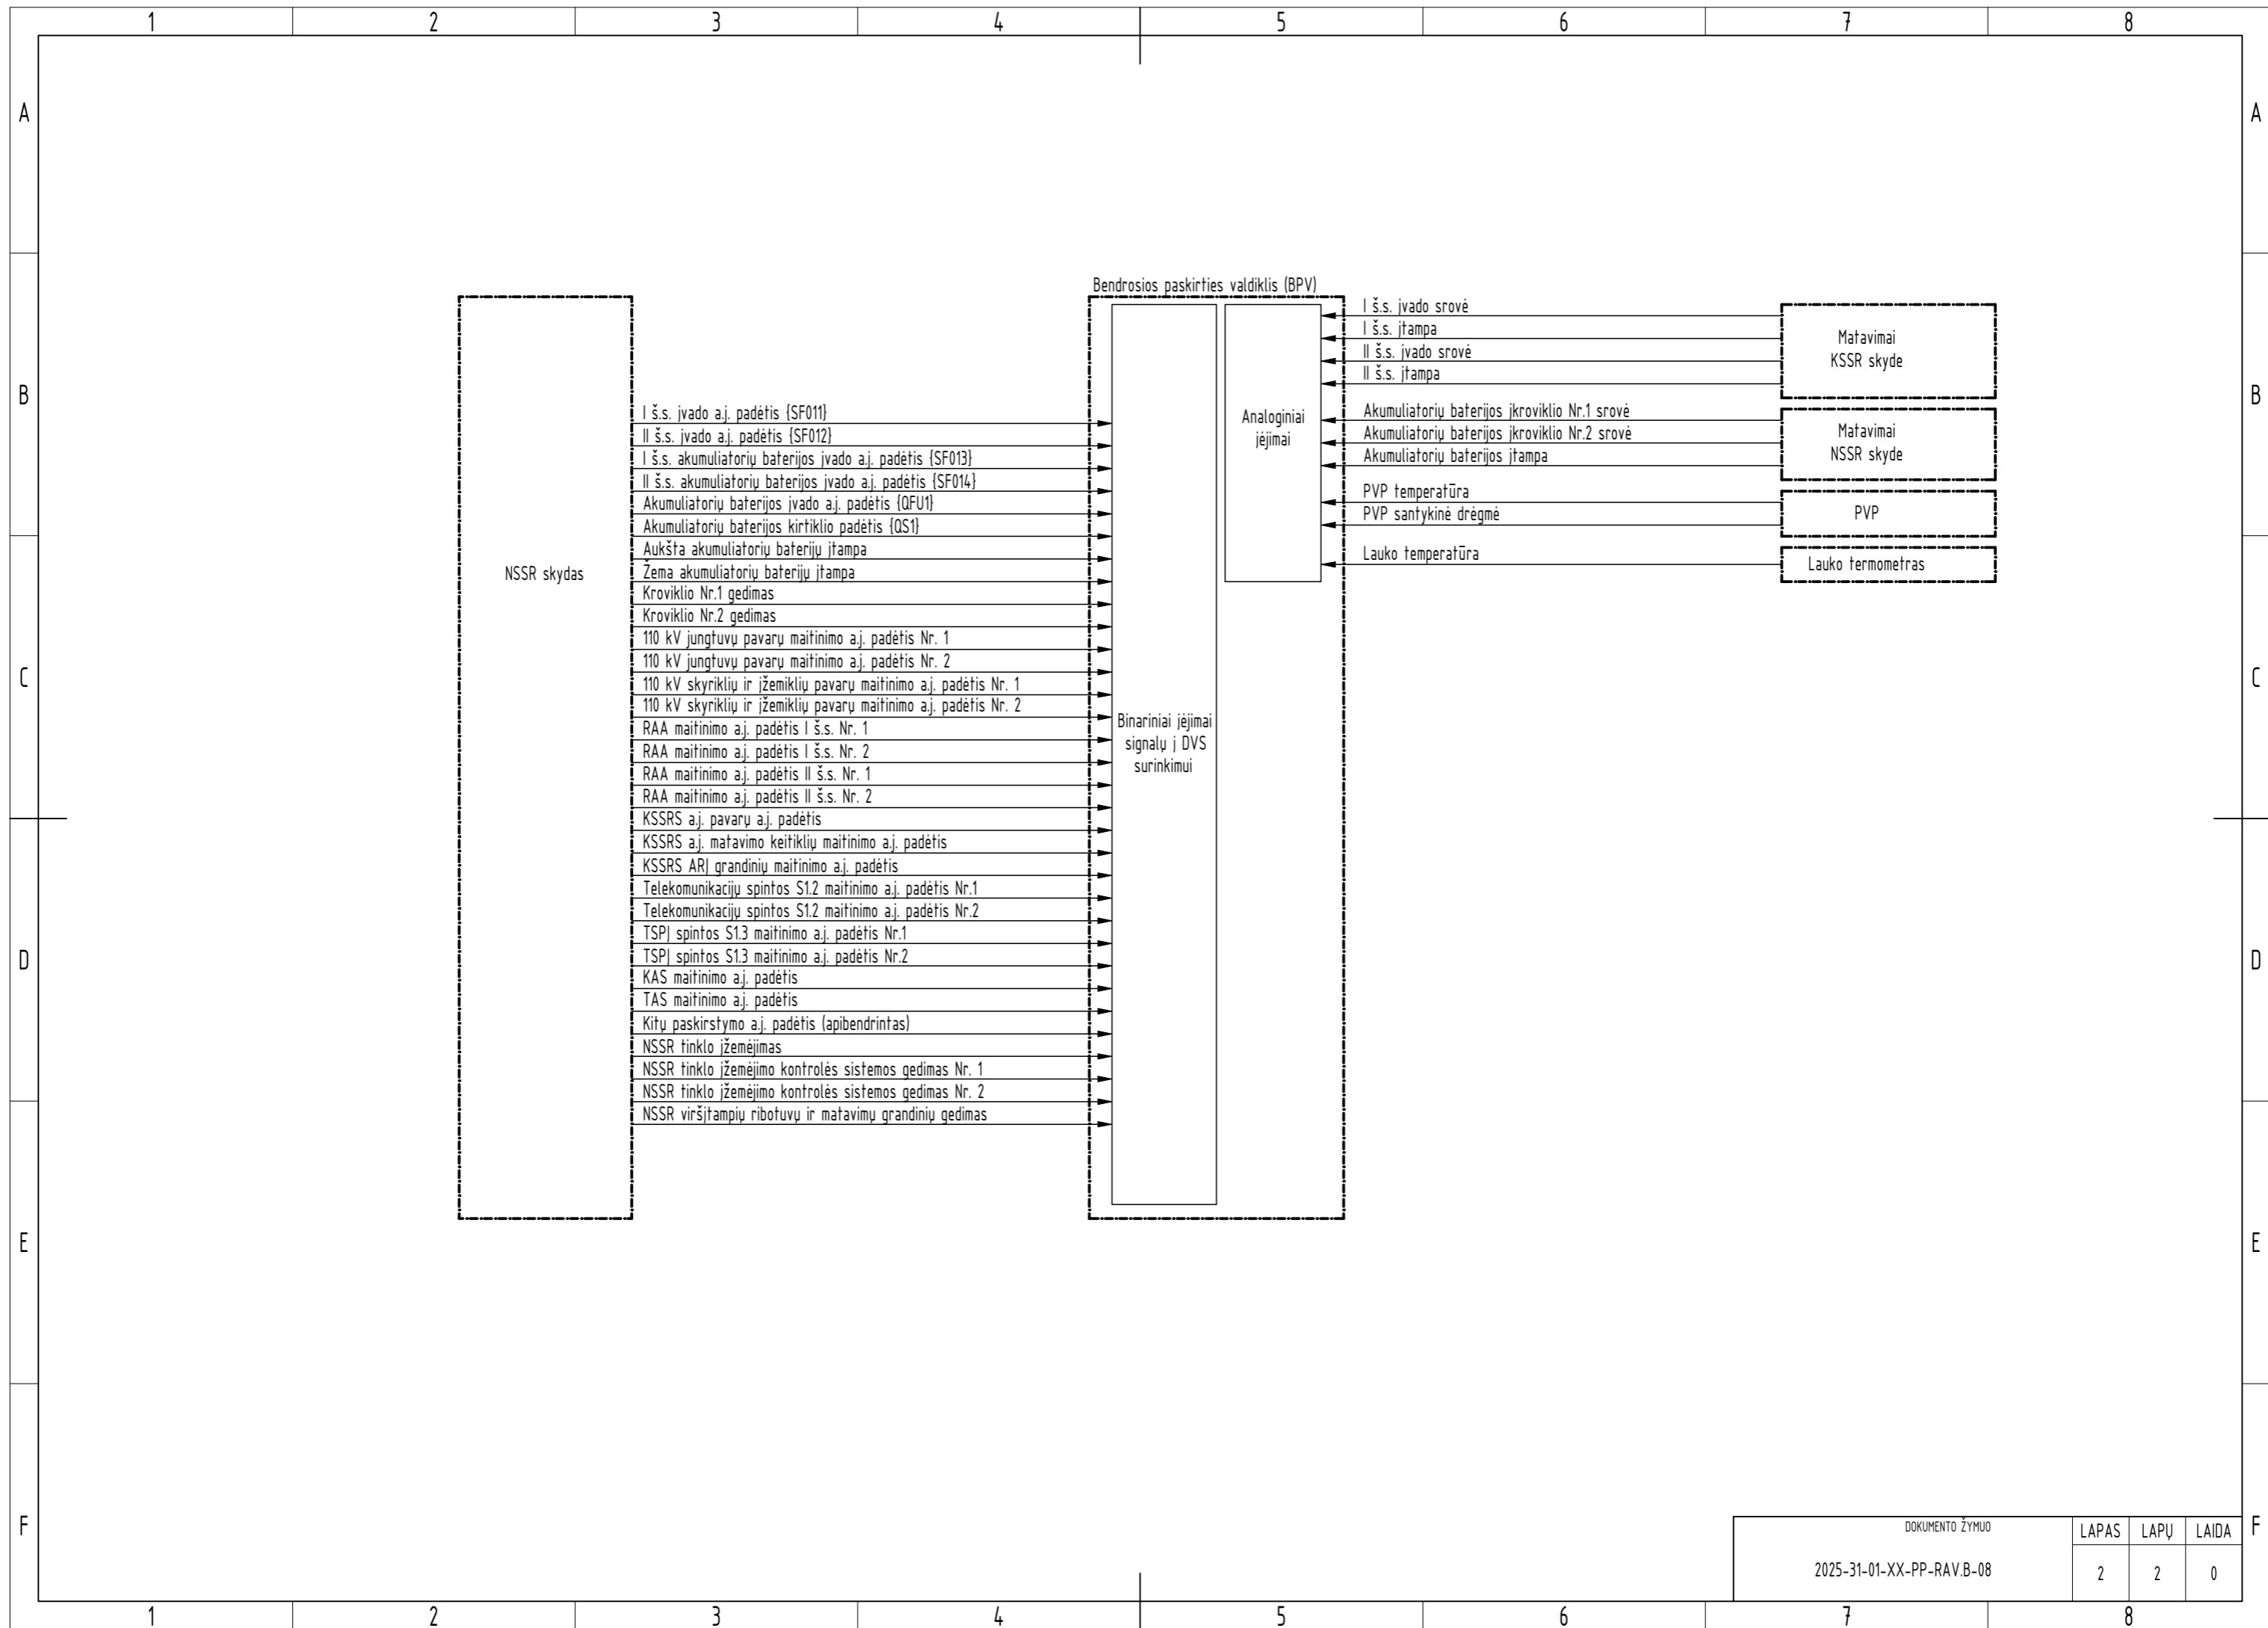 1 2 3 4 5 6 7 8
A A
B B
C C
D D
E E
F F
NSSR skydas
I š.s. įvado a.j. padėtis {SF011}
II š.s. įvado a.j. padėtis {SF012}
I š.s. akumuliatorių baterijos įvado a.j. padėtis {SF013}
II š.s. akumuliatorių baterijos įvado a.j. padėtis {SF014}
Akumuliatorių baterijos įvado a.j. padėtis {QFU1}
Akumuliatorių baterijos kirtiklio padėtis {QS1}
Aukšta akumuliatorių baterijų įtampa
Žema akumuliatorių baterijų įtampa
Kroviklio Nr.1 gedimas
Kroviklio Nr.2 gedimas
110 kV jungtuvų pavarų maitinimo a.j. padėtis Nr. 1
110 kV jungtuvų pavarų maitinimo a.j. padėtis Nr. 2
110 kV skyriklių ir įžemiklių pavarų maitinimo a.j. padėtis Nr. 1
110 kV skyriklių ir įžemiklių pavarų maitinimo a.j. padėtis Nr. 2
RAA maitinimo a.j. padėtis I š.s. Nr. 1
RAA maitinimo a.j. padėtis I š.s. Nr. 2
RAA maitinimo a.j. padėtis II š.s. Nr. 1
RAA maitinimo a.j. padėtis II š.s. Nr. 2
KSSRS a.j. pavarų a.j. padėtis
KSSRS a.j. matavimo keitiklių maitinimo a.j. padėtis
KSSRS ARĮ grandinių maitinimo a.j. padėtis
Telekomunikacijų spintos S1.2 maitinimo a.j. padėtis Nr.1
Telekomunikacijų spintos S1.2 maitinimo a.j. padėtis Nr.2
TSPĮ spintos S1.3 maitinimo a.j. padėtis Nr.1
TSPĮ spintos S1.3 maitinimo a.j. padėtis Nr.2
KAS maitinimo a.j. padėtis
TAS maitinimo a.j. padėtis
Kitų paskirstymo a.j. padėtis (apibendrintas)
NSSR tinklo įžemėjimas
NSSR tinklo įžemėjimo kontrolės sistemos gedimas Nr. 1
NSSR tinklo įžemėjimo kontrolės sistemos gedimas Nr. 2
NSSR viršįtampių ribotuvų ir matavimų grandinių gedimas
Bendrosios paskirties valdiklis (BPV)
Binariniai įėjimai
signalų į DVS
surinkimui
Analoginiai
įėjimai
I š.s. įvado srovė
I š.s. įtampa
II š.s. įvado srovė
II š.s. įtampa
Akumuliatorių baterijos įkroviklio Nr.1 srovė
Akumuliatorių baterijos įkroviklio Nr.2 srovė
Akumuliatorių baterijos įtampa
PVP temperatūra
PVP santykinė drėgmė
Lauko temperatūra
Matavimai
KSSR skyde
Matavimai
NSSR skyde
PVP
Lauko termometras
DOKUMENTO ŽYMUO
2025-31-01-XX-PP-RAV.B-08
LAPAS LAPŲ LAIDA
2 2 0
1 2 3 4 5 6 7 8